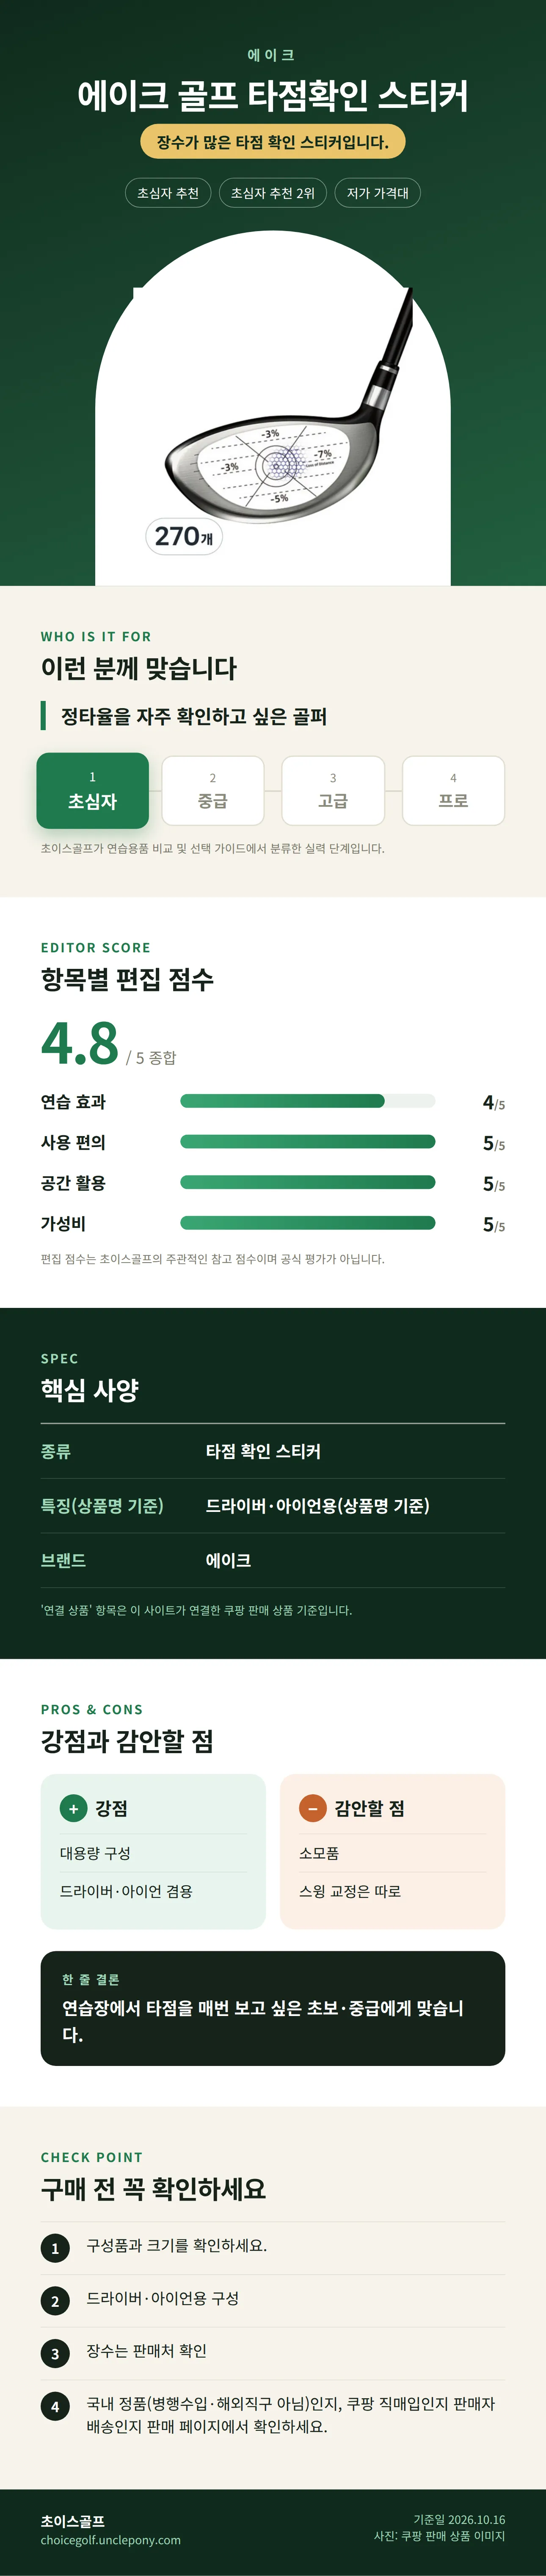 에이크
에이크 골프 타점확인 스티커
장수가 많은 타점 확인 스티커입니다.
초심자 추천
초심자 추천 2위
저가 가격대
-3%
-7%
-3%
Loss of Distance
-5%
270개
WHO IS IT FOR
이런 분께 맞습니다
정타율을 자주 확인하고 싶은 골퍼
1
초심자
2
중급
3
고급
4
프로
초이스골프가 연습용품 비교 및 선택 가이드에서 분류한 실력 단계입니다.
EDITOR SCORE
항목별 편집 점수
4.8 / 5 종합
연습 효과 4/5
사용 편의 5/5
공간 활용 5/5
가성비 5/5
편집 점수는 초이스골프의 주관적인 참고 점수이며 공식 평가가 아닙니다.
SPEC
핵심 사양
종류 타점 확인 스티커
특징(상품명 기준) 드라이버·아이언용(상품명 기준)
브랜드 에이크
'연결 상품' 항목은 이 사이트가 연결한 쿠팡 판매 상품 기준입니다.
PROS & CONS
강점과 감안할 점
+ 강점
대용량 구성
드라이버·아이언 겸용
− 감안할 점
소모품
스윙 교정은 따로
한 줄 결론
연습장에서 타점을 매번 보고 싶은 초보·중급에게 맞습니
다.
CHECK POINT
구매 전 꼭 확인하세요
1 구성품과 크기를 확인하세요.
2 드라이버·아이언용 구성
3 장수는 판매처 확인
4 국내 정품(병행수입·해외직구 아님)인지, 쿠팡 직매입인지 판매자
배송인지 판매 페이지에서 확인하세요.
초이스골프
choicegolf.unclepony.com
기준일 2026.10.16
사진: 쿠팡 판매 상품 이미지